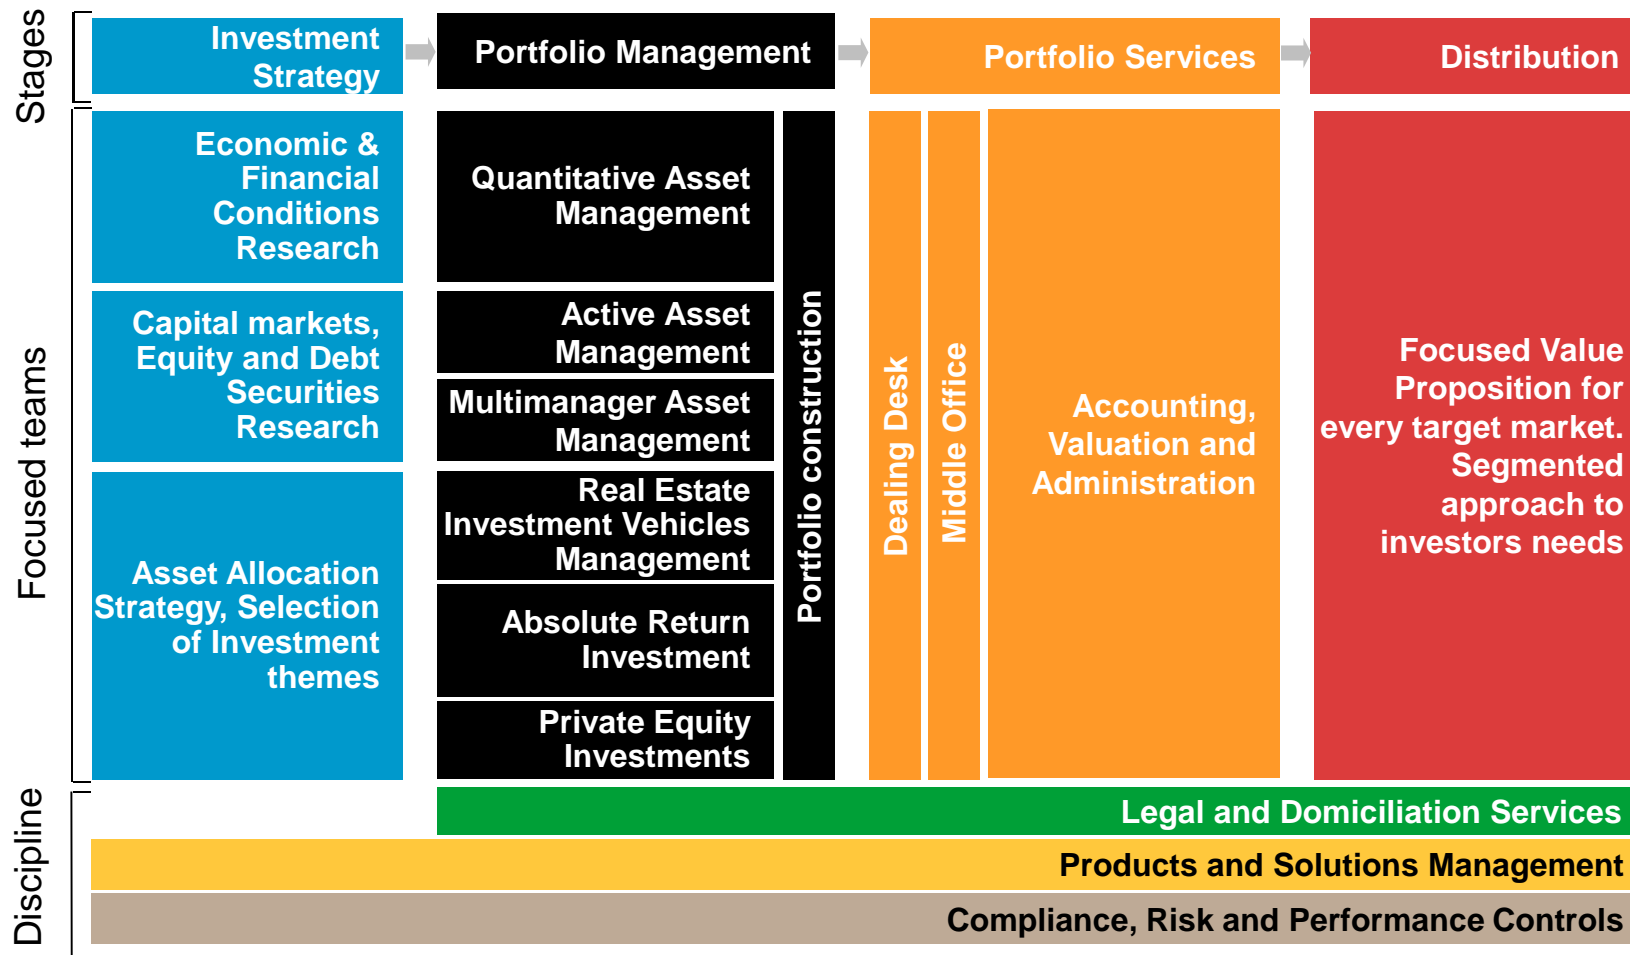 Stages
Investment
Strategy
Portfolio Management
Portfolio Services
Distribution
Focused teams
Economic &
Financial
Conditions
Research
Capital markets,
Equity and Debt
Securities
Research
Asset Allocation
Strategy, Selection
of Investment
themes
Quantitative Asset
Management
Active Asset
Management
Multimanager Asset
Management
Real Estate
Investment Vehicles
Management
Absolute Return
Investment
Private Equity
Investments
Portfolio construction
Dealing Desk
Middle Office
Accounting,
Valuation and
Administration
Focused Value
Proposition for
every target market.
Segmented
approach to
investors needs
Discipline
Legal and Domiciliation Services
Products and Solutions Management
Compliance, Risk and Performance Controls